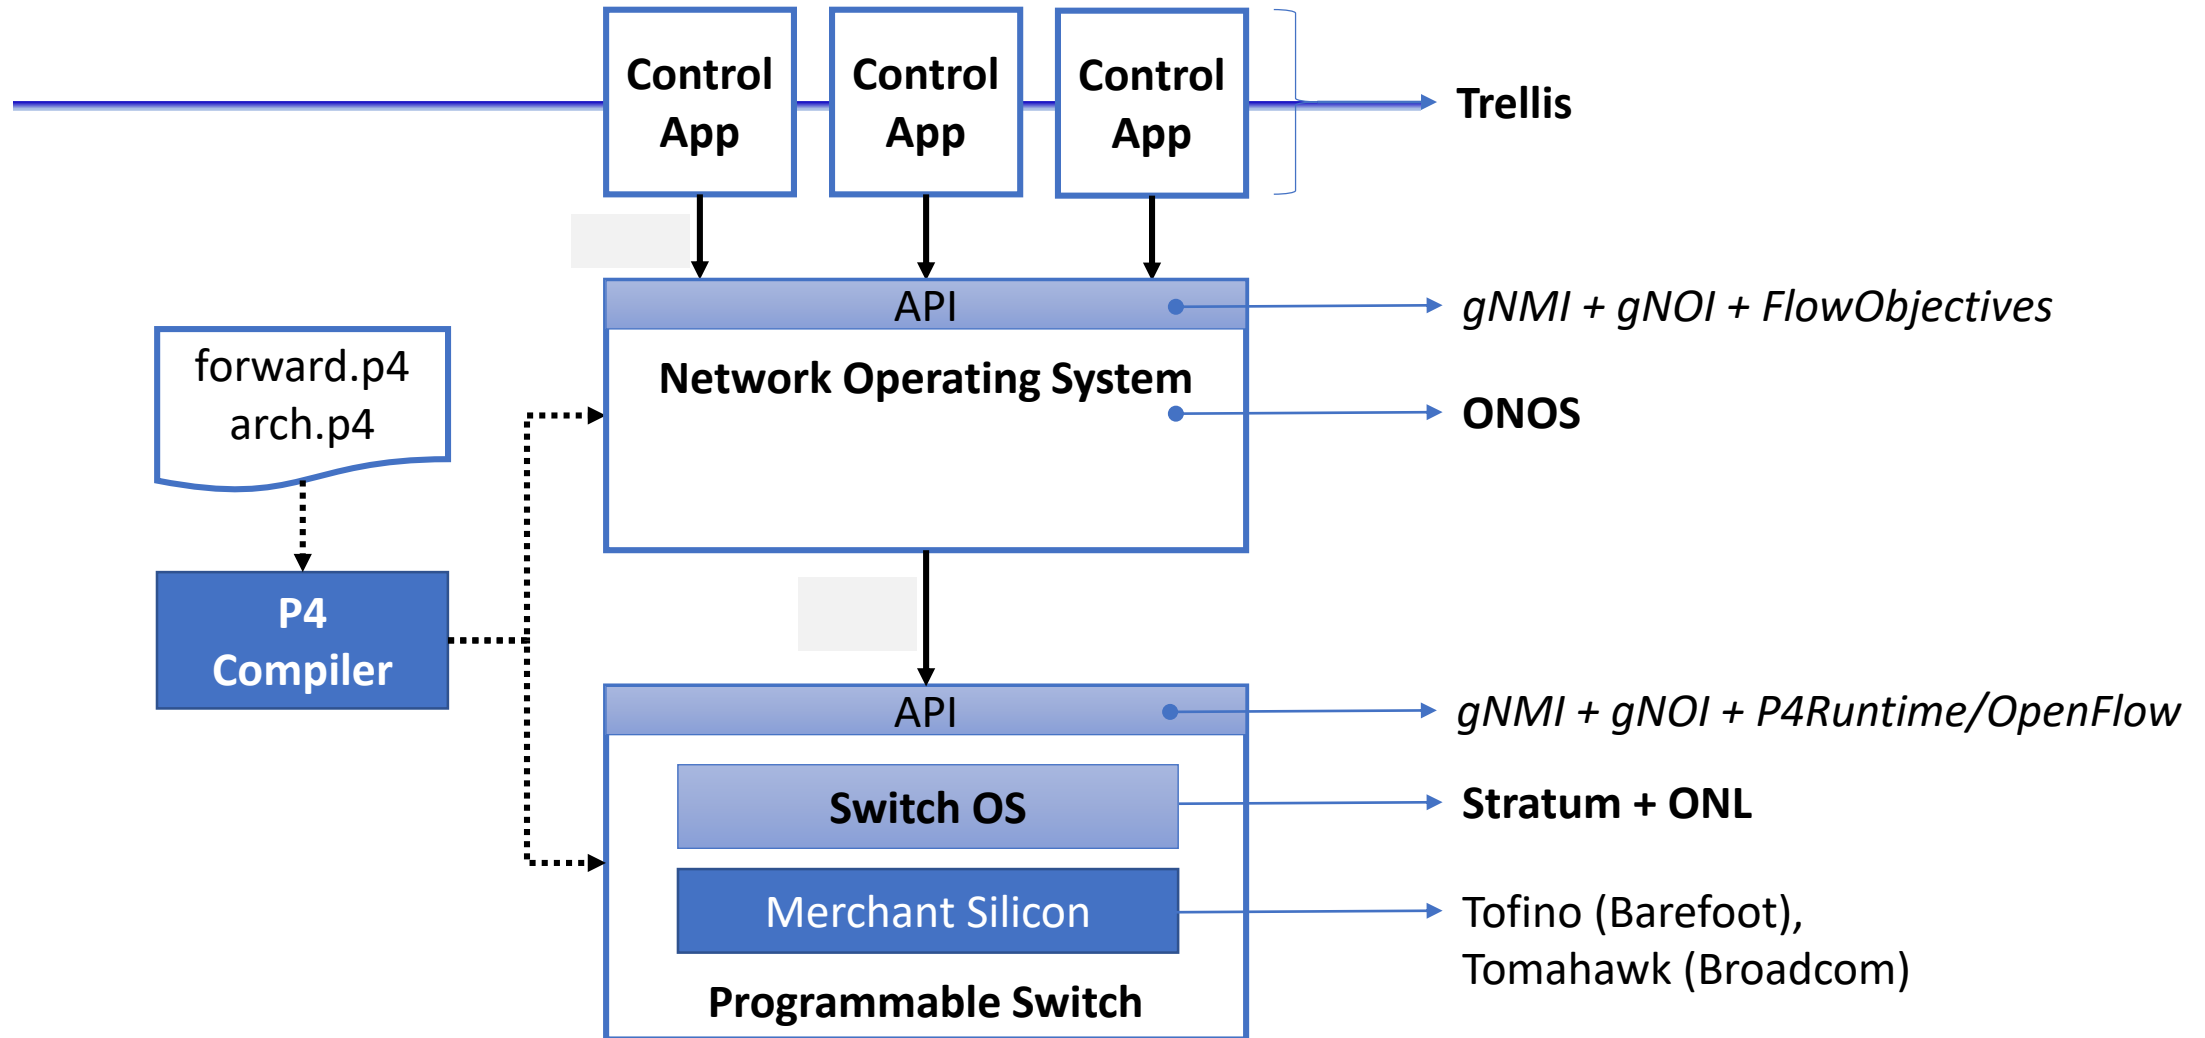 Control
App
Control
App
Control
App
Trellis
API
gNMI + gNOI + FlowObjectives
forward.p4
arch.p4
Network Operating System
ONOS
P4
Compiler
API
gNMI + gNOI + P4Runtime/OpenFlow
Switch OS
Stratum + ONL
Merchant Silicon
Tofino (Barefoot),
Tomahawk (Broadcom)
Programmable Switch